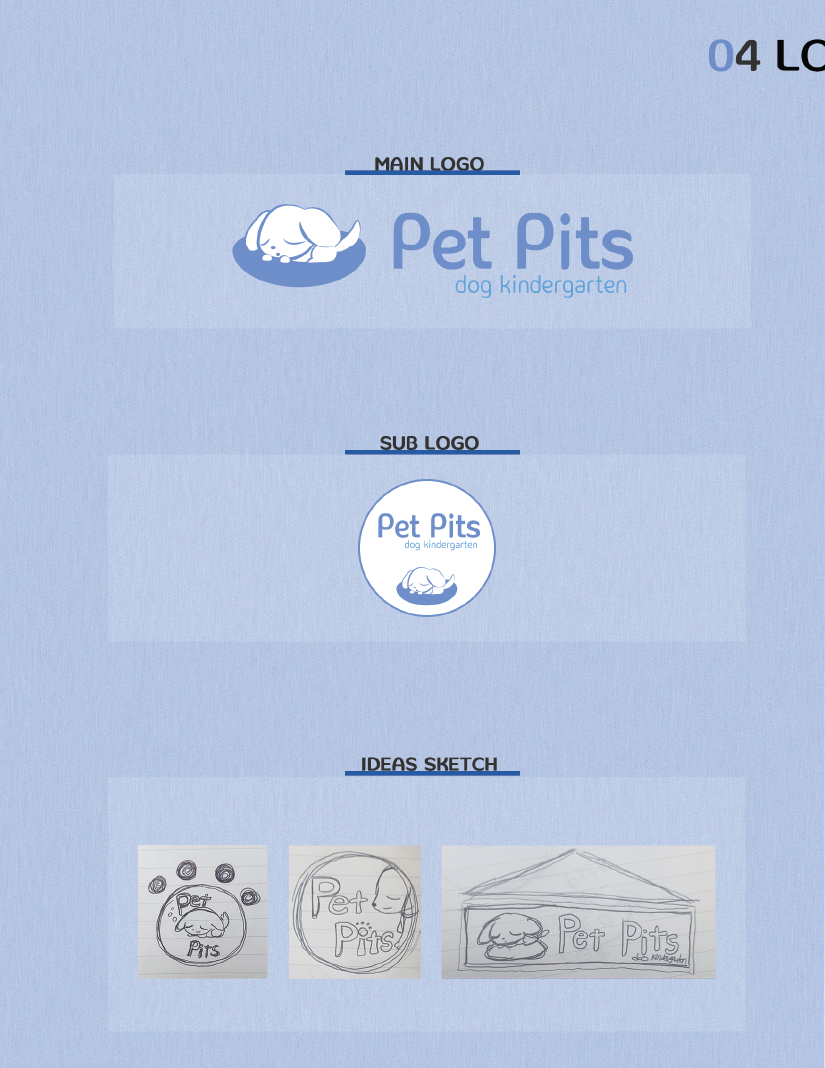 04 LO
MAIN LOGO
Pet Pits
dog kindergarten
SUB LOGO
Pet Pits
dog kindergarten
IDEAS SKETCH
Pet
Pits
Pet
Pits
Pet Pits
dog kindergarten